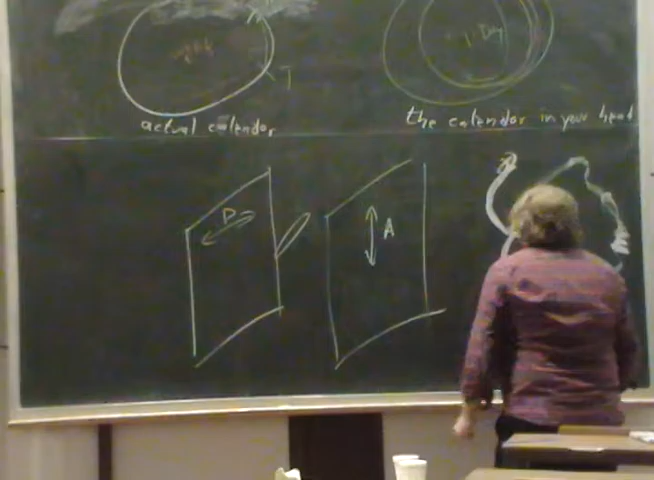 1 Day
T
actual calendar
the calendar in your head
D
A